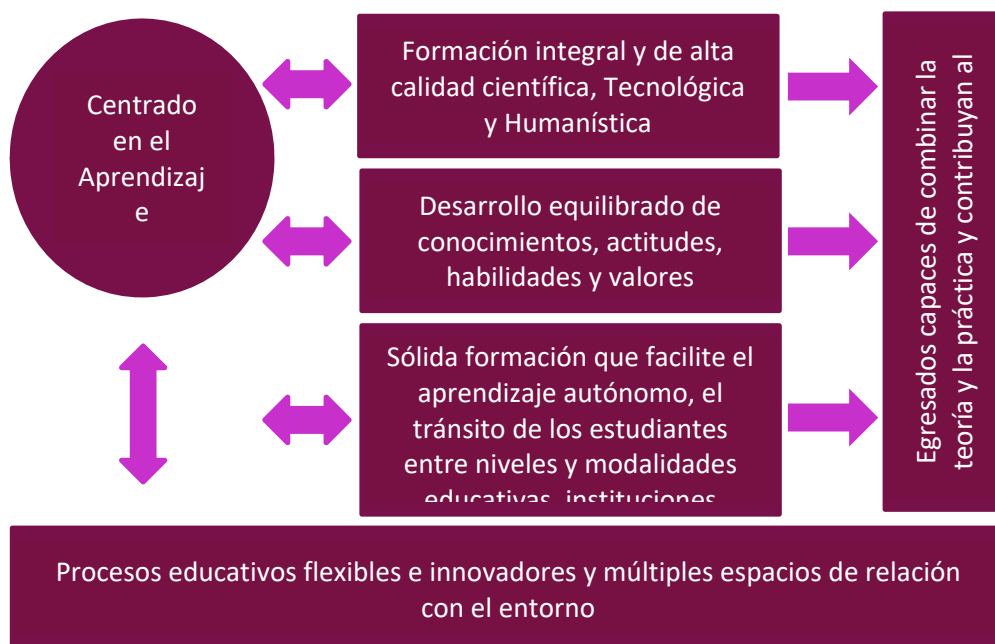 Centrado
en el
Aprendizaj
e
Formación integral y de alta
calidad científica, Tecnológica
y Humanística
Desarrollo equilibrado de
conocimientos, actitudes,
habilidades y valores
Sólida formación que facilite el
aprendizaje autónomo, el
tránsito de los estudiantes
entre niveles y modalidades
educativas, instituciones
Egresados capaces de combinar la
teoría y la práctica y contribuyan al
Procesos educativos flexibles e innovadores y múltiples espacios de relación
con el entorno